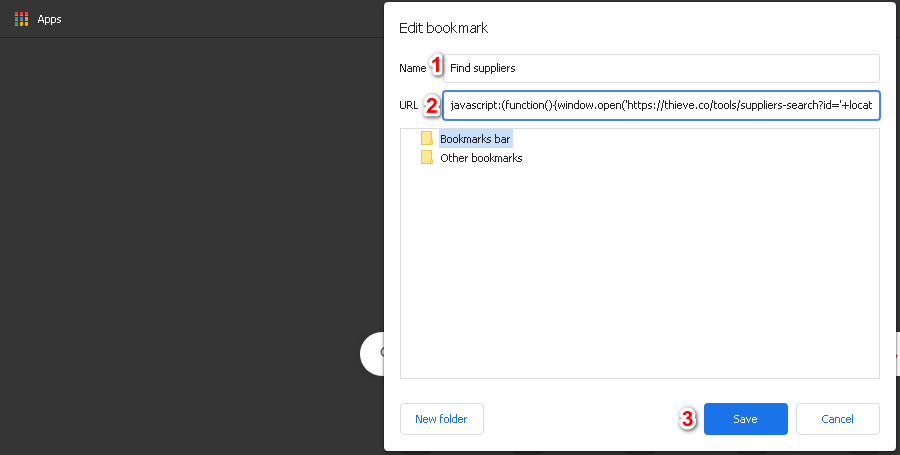 Apps
Edit bookmark
Name 1 Find suppliers
URL 2 javascript:(function(){window.open('https://thieve.co/tools/suppliers-search?id='+locat
Bookmarks bar
Other bookmarks
New folder 3 Save Cancel